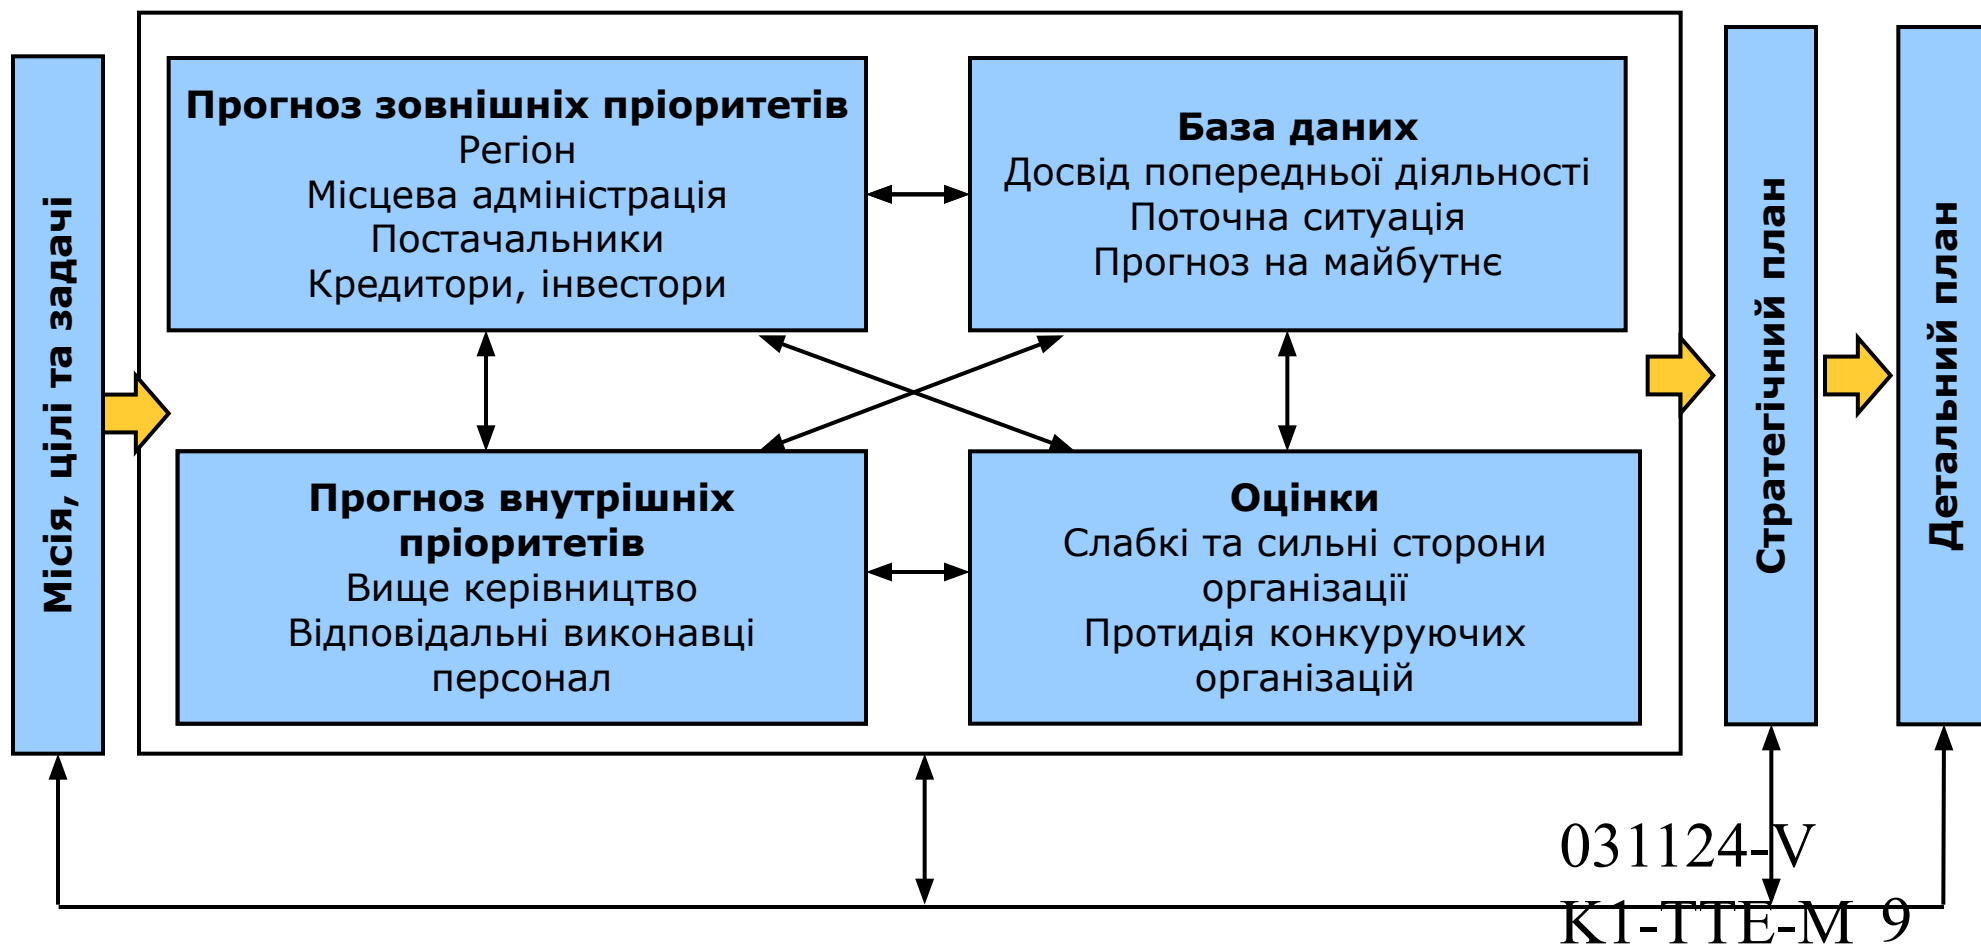 Місія, цілі та задачі
Прогноз зовнішніх пріоритетів
Регіон
Місцева адміністрація
Постачальники
Кредитори, інвестори
База даних
Досвід попередньої діяльності
Поточна ситуація
Прогноз на майбутнє
Прогноз внутрішніх
пріоритетів
Вище керівництво
Відповідальні виконавці
персонал
Оцінки
Слабкі та сильні сторони
організації
Протидія конкуруючих
організацій
Стратегічний план
Детальний план
031124-V
K1-TTE-M 9